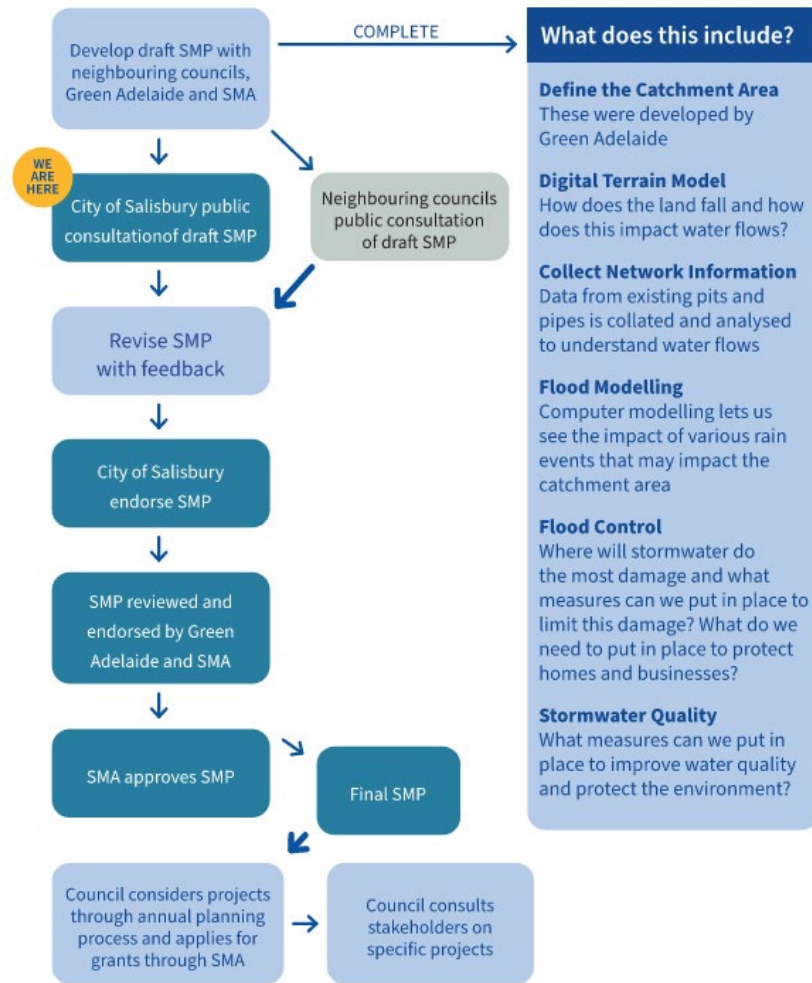 Develop draft SMP with
neighbouring councils,
Green Adelaide and SMA
COMPLETE
WE
ARE
HERE
City of Salisbury public
consultationof draft SMP
Neighbouring councils
public consultation
of draft SMP
Revise SMP
with feedback
City of Salisbury
endorse SMP
SMP reviewed and
endorsed by Green
Adelaide and SMA
SMA approves SMP
Final SMP
Council considers projects
through annual planning
process and applies for
grants through SMA
Council consults
stakeholders on
specific projects
What does this include?
Define the Catchment Area
These were developed by
Green Adelaide
Digital Terrain Model
How does the land fall and how
does this impact water flows?
Collect Network Information
Data from existing pits and
pipes is collated and analysed
to understand water flows
Flood Modelling
Computer modelling lets us
see the impact of various rain
events that may impact the
catchment area
Flood Control
Where will stormwater do
the most damage and what
measures can we put in place to
limit this damage? What do we
need to put in place to protect
homes and businesses?
Stormwater Quality
What measures can we put in
place to improve water quality
and protect the environment?